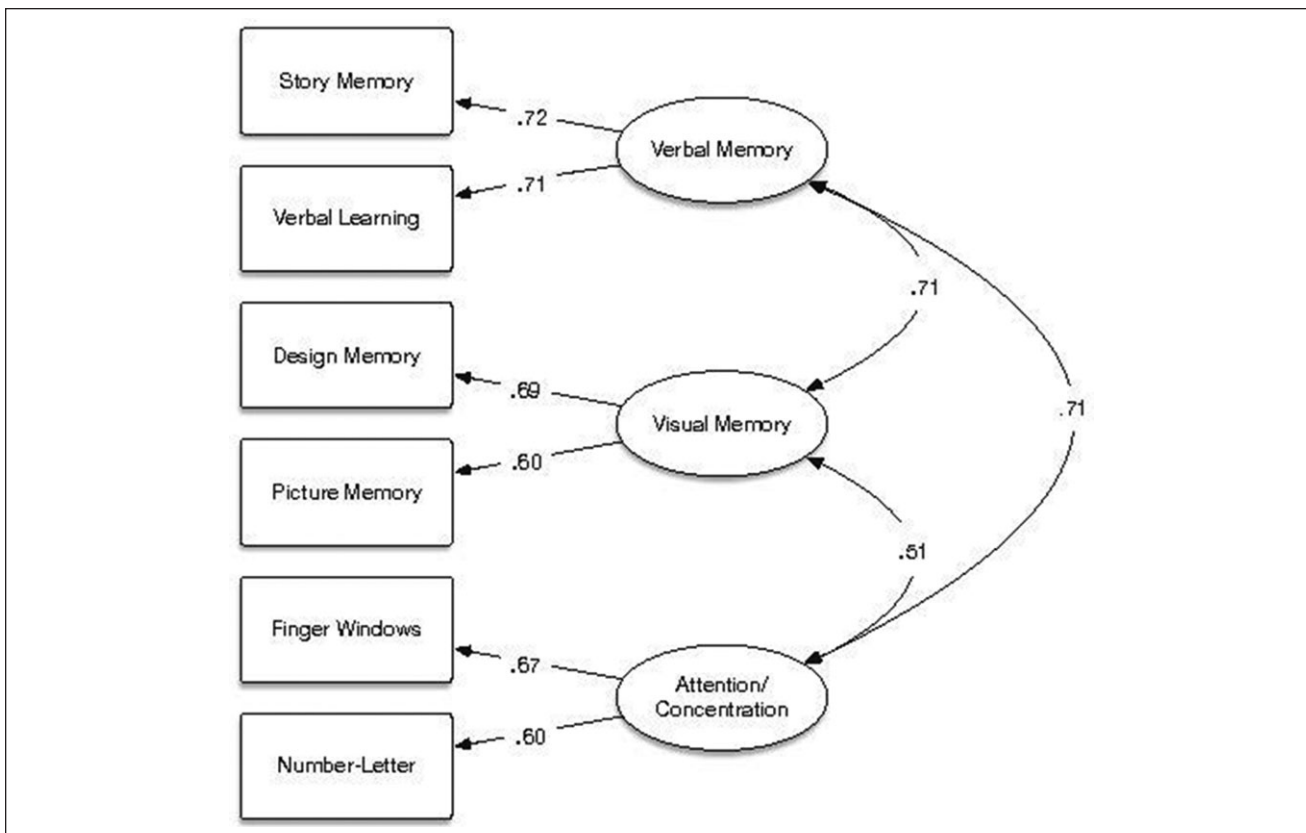 Story Memory
.72
Verbal Memory
.71
Verbal Learning
.71
Design Memory
.69
Visual Memory
.71
.60
Picture Memory
.51
Finger Windows
.67
Attention/
Concentration
.60
Number-Letter